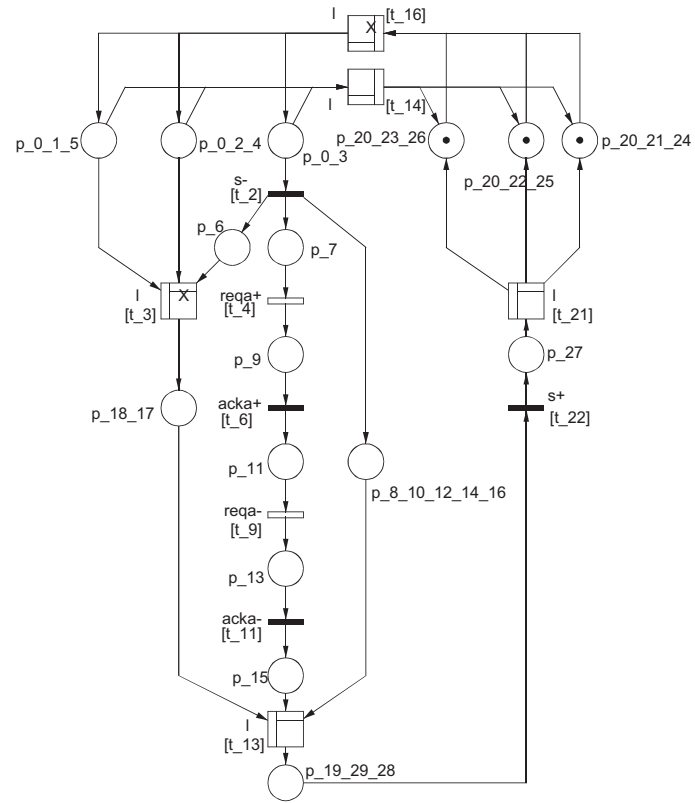 I
X
[t_16]
I
[t_14]
p_0_1_5
p_0_2_4
p_0_3
p_20_23_26
p_20_22_25
p_20_21_24
s-
[t_2]
p_6
p_7
I
X
[t_3]
reqa+
[t_4]
I
[t_21]
p_9
p_27
p_18_17
acka+
[t_6]
s+
[t_22]
p_11
p_8_10_12_14_16
reqa-
[t_9]
p_13
acka-
[t_11]
p_15
I
[t_13]
p_19_29_28